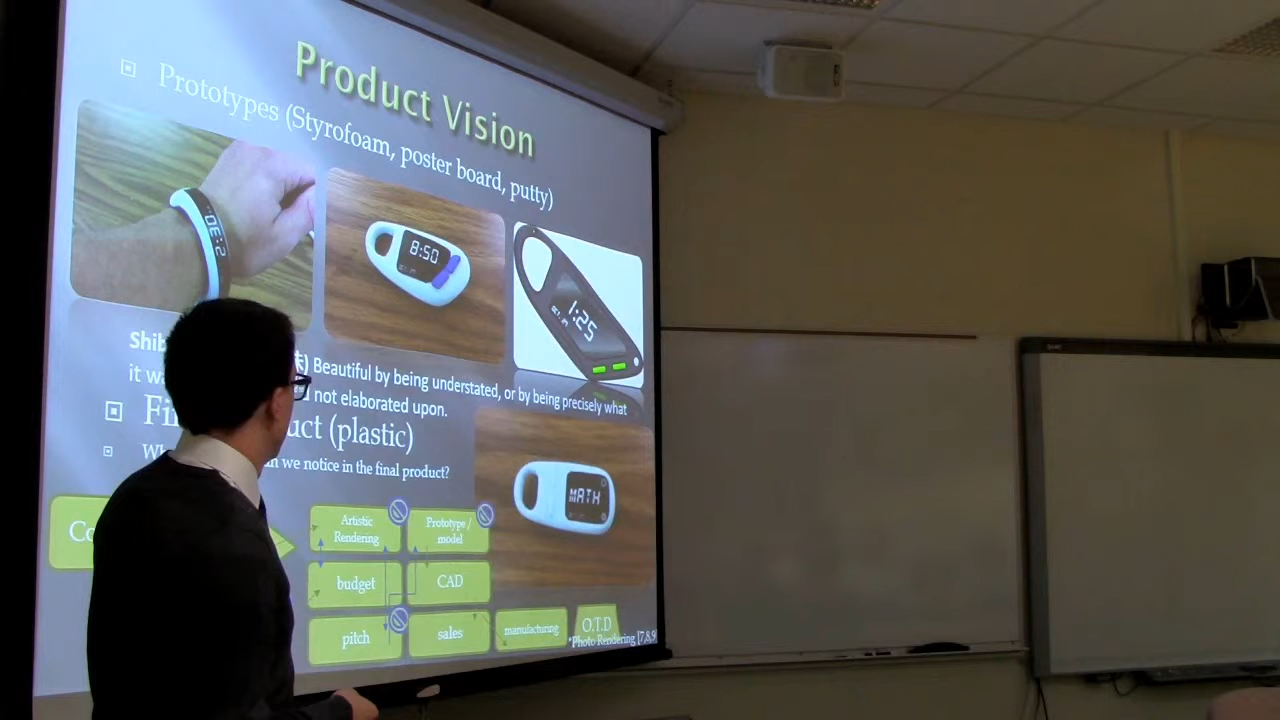 Product Vision
Prototypes (Styrofoam, poster board, putty)
8:50
1:25
Beautiful by being understated, or by being precisely what
it not elaborated upon.
(plastic)
we notice in the final product?
MATH
Artistic
Rendering
Prototype /
model
budget
CAD
pitch
sales
manufacturing
O.T.D
*Photo Rendering [7,8,9